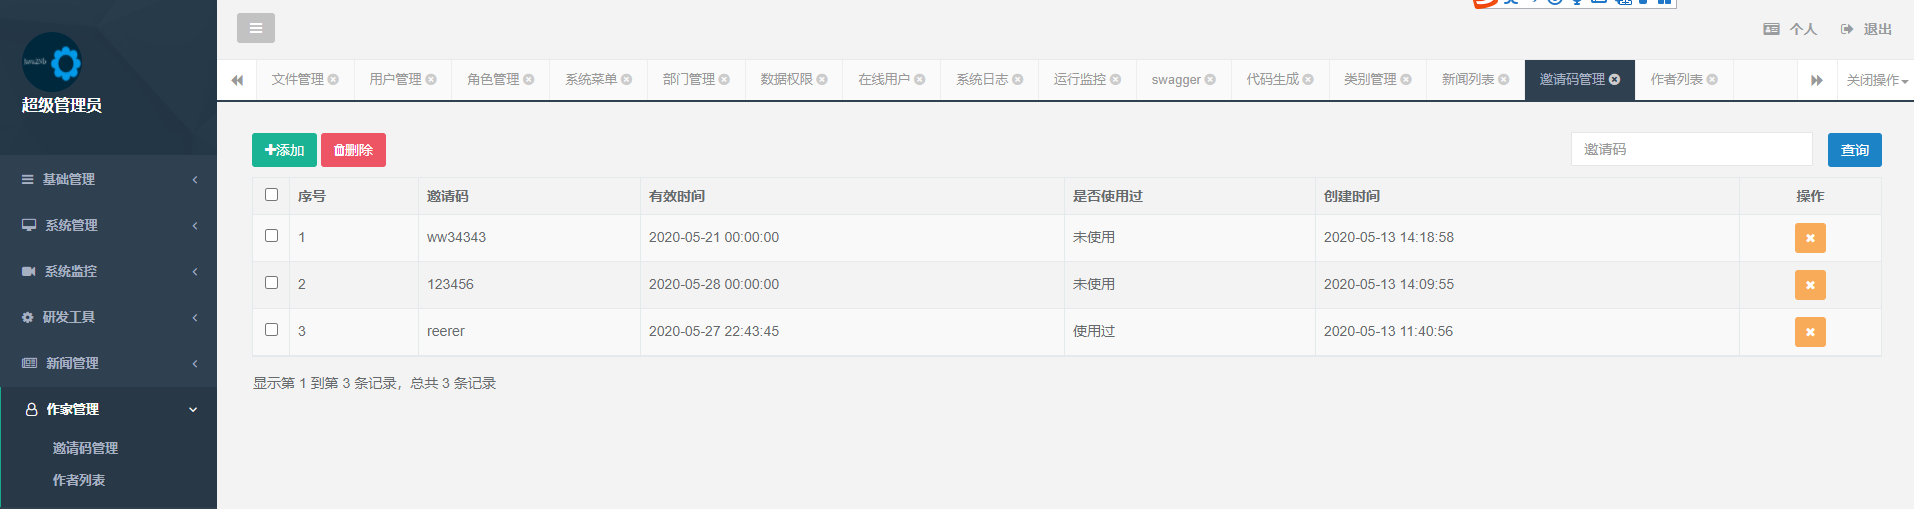 个人 退出
文件管理 用户管理 角色管理 系统菜单 部门管理 数据权限 在线用户 系统日志 运行监控 swagger 代码生成 类别管理 新闻列表 邀请码管理 作者列表 关闭操作
超级管理员
基础管理
系统管理
系统监控
研发工具
新闻管理
作家管理
邀请码管理
作者列表
添加 删除 邀请码 查询
序号 邀请码 有效时间 是否使用过 创建时间 操作
1 ww34343 2020-05-21 00:00:00 未使用 2020-05-13 14:18:58
2 123456 2020-05-28 00:00:00 未使用 2020-05-13 14:09:55
3 reerer 2020-05-27 22:43:45 使用过 2020-05-13 11:40:56
显示第 1 到第 3 条记录，总共 3 条记录